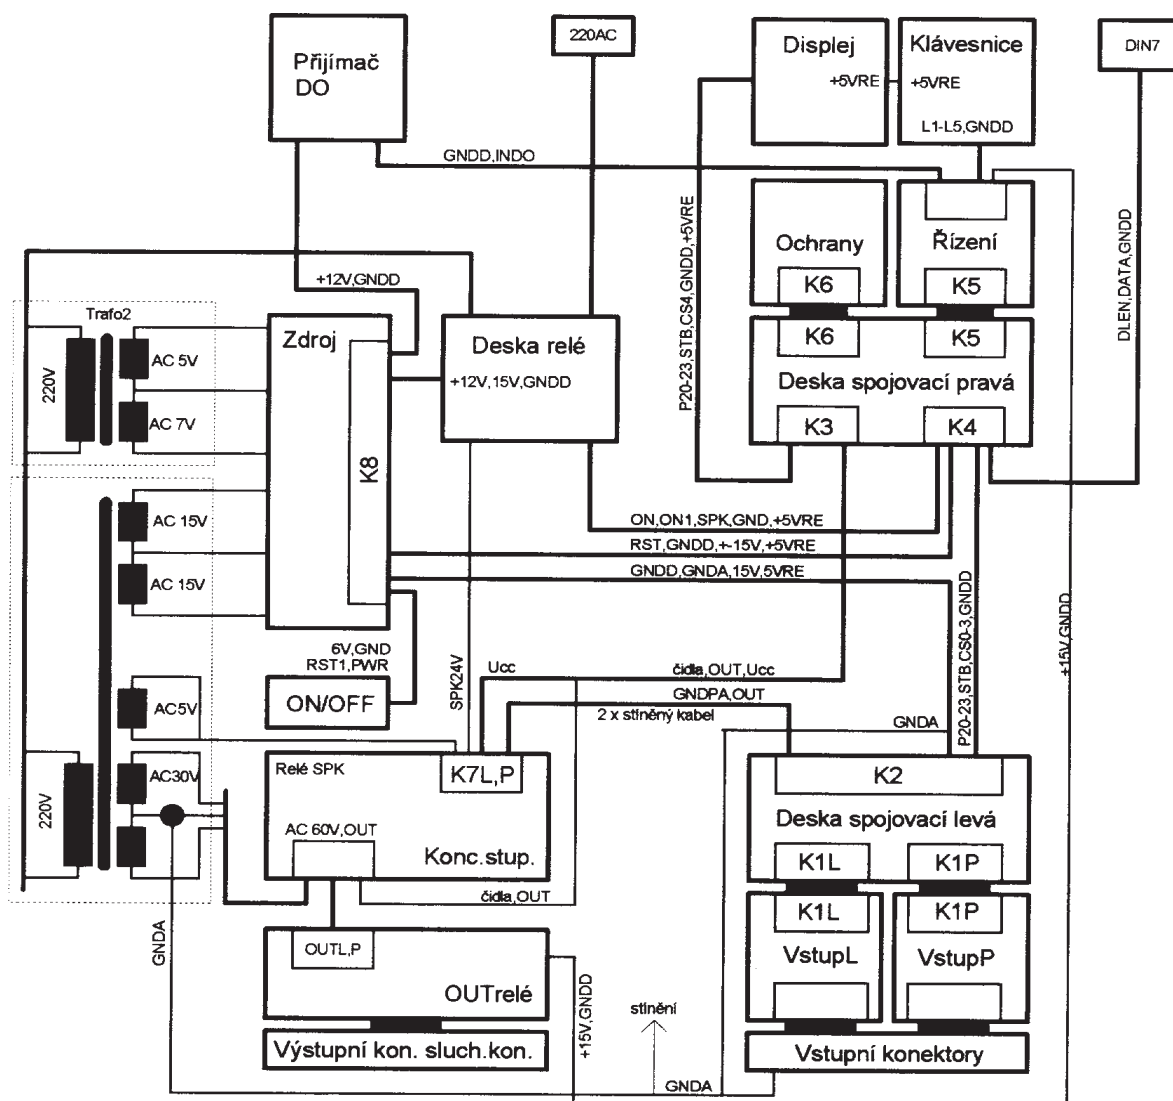 220AC
Displej
Klávesnice
DIN7
Přijímač
DO
+5VRE
+5VRE
L1-L5,GNDD
GNDD,INDO
P20-23,STB,CS4,GNDD,+5VRE
DLEN,DATA,GNDD
Ochrany
Řízení
K6
K5
+12V,GNDD
Trafo2
Zdroj
Deska relé
K6
K5
220V
AC 5V
+12V,15V,GNDD
Deska spojovací pravá
AC 7V
K3
K4
K8
AC 15V
ON,ON1,SPK,GND,+5VRE
RST,GNDD,+-15V,+5VRE
GNDD,GNDA,15V,5VRE
AC 15V
P20-23,STB,CS0-3,GNDD
+15V,GNDD
6V,GND
RST1,PWR
SPK24V
Ucc
čidla,OUT,Ucc
GNDPA,OUT
ON/OFF
AC5V
2 x stíněný kabel
GNDA
Relé SPK
K7L,P
K2
AC30V
220V
AC 60V,OUT
Deska spojovací levá
Konc.stup.
K1L
K1P
čidla,OUT
K1L
K1P
GNDA
OUTL,P
VstupL
VstupP
OUTrelé
+15V,GNDD
stínění
Výstupní kon. sluch.kon.
Vstupní konektory
GNDA